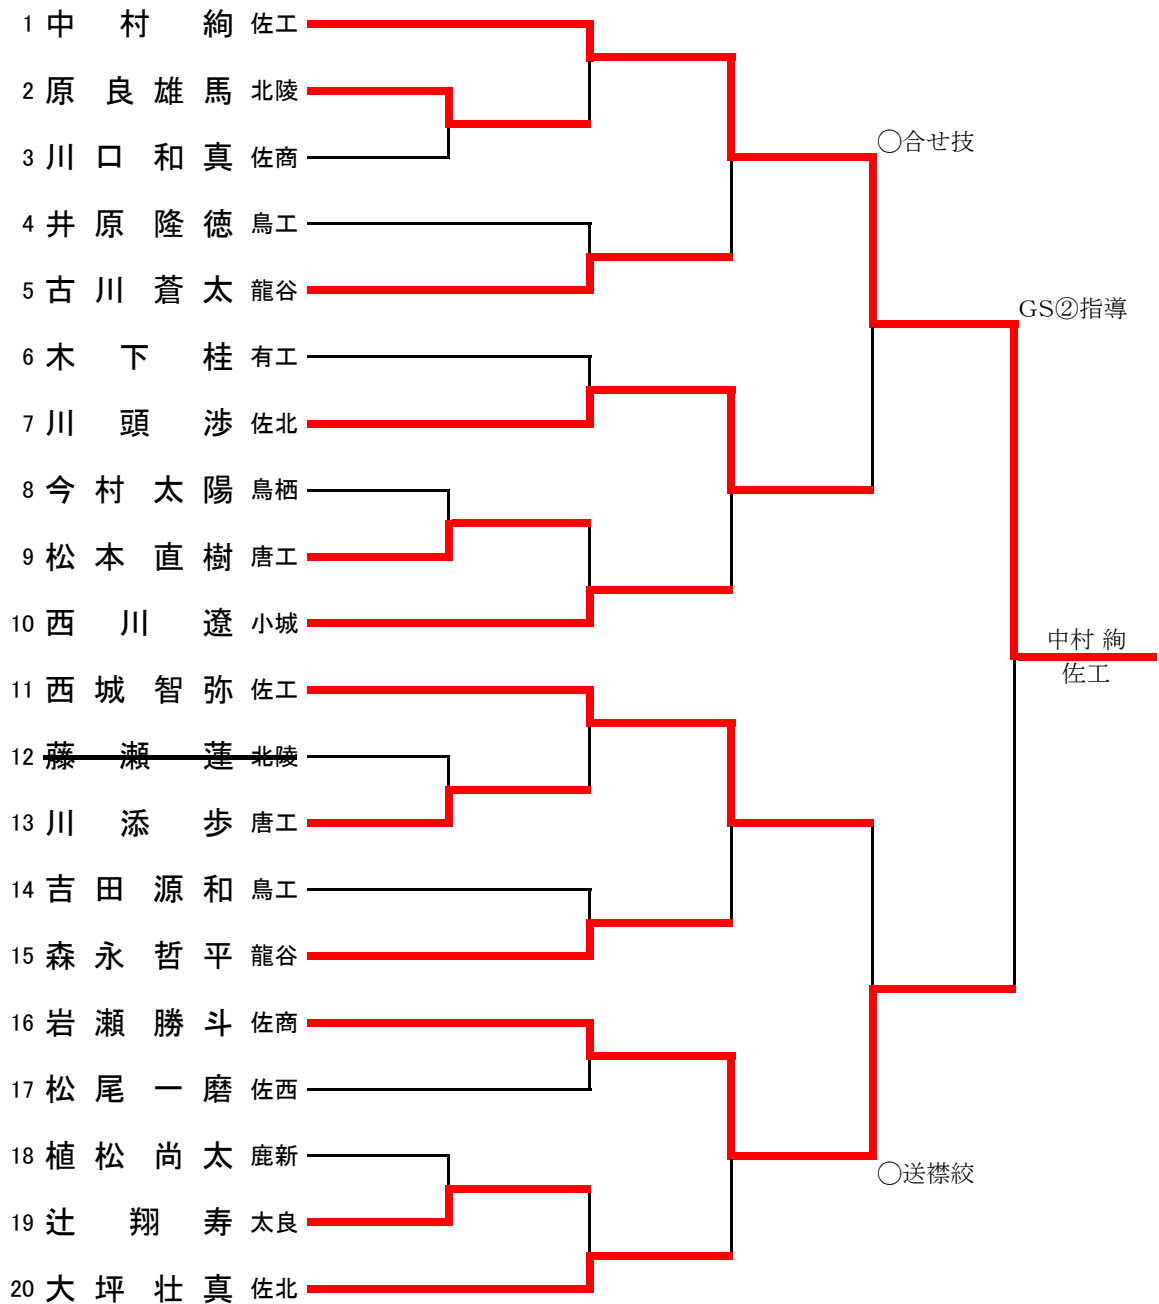 1 中村 絢 佐工
2 原良雄馬 北陵
3 川口和真 佐商
○合せ技
4 井原隆徳 鳥工
5 古川蒼太 龍谷
GS②指導
6 木下 桂 有工
7 川頭 渉 佐北
8 今村太陽 鳥栖
9 松本直樹 唐工
10 西川 遼 小城
中村 絢
佐工
11 西城智弥 佐工
12 藤瀬 蓮 北陵
13 川添 歩 唐工
14 吉田源和 鳥工
15 森永哲平 龍谷
16 岩瀬勝斗 佐商
17 松尾一磨 佐西
18 植松尚太 鹿新
○送襟絞
19 辻 翔寿 太良
20 大坪壮真 佐北